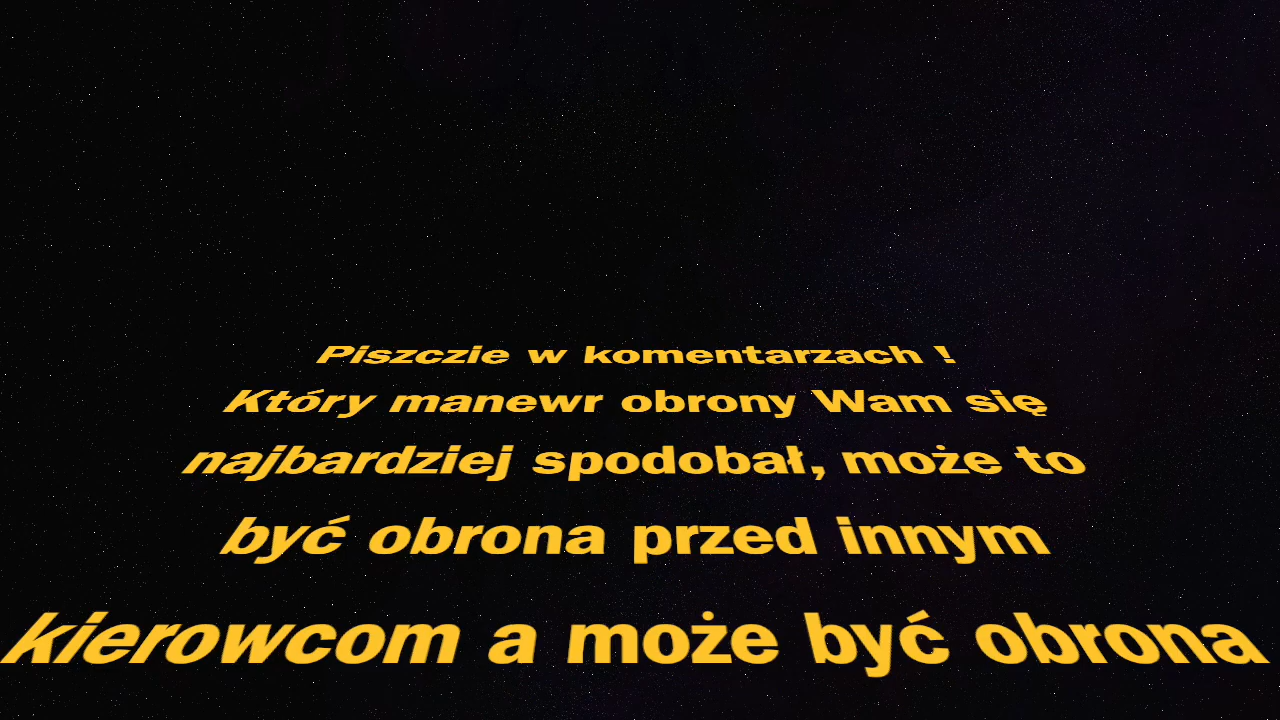 Piszczie w komentarzach !
Który manewr obrony Wam się
najbardziej spodobał, może to
być obrona przed innym
kierowcom a może być obrona